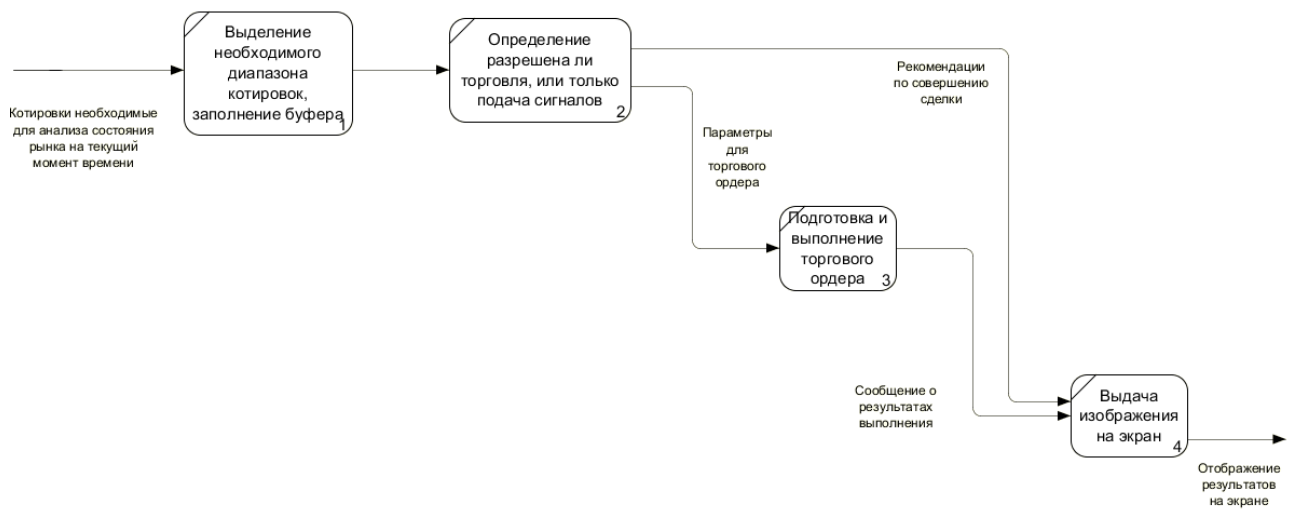 Выделение
необходимого
диапазона
котировок,
заполнение буфера
1
Котировки необходимые
для анализа состояния
рынка на текущий
момент времени
Определение
разрешена ли
торговля, или только
подача сигналов
2
Рекомендации
по совершению
сделки
Параметры
для
торгового
ордера
Подготовка и
выполнение
торгового
ордера
3
Сообщение о
результатах
выполнения
Выдача
изображения
на экран
4
Отображение
результатов
на экране